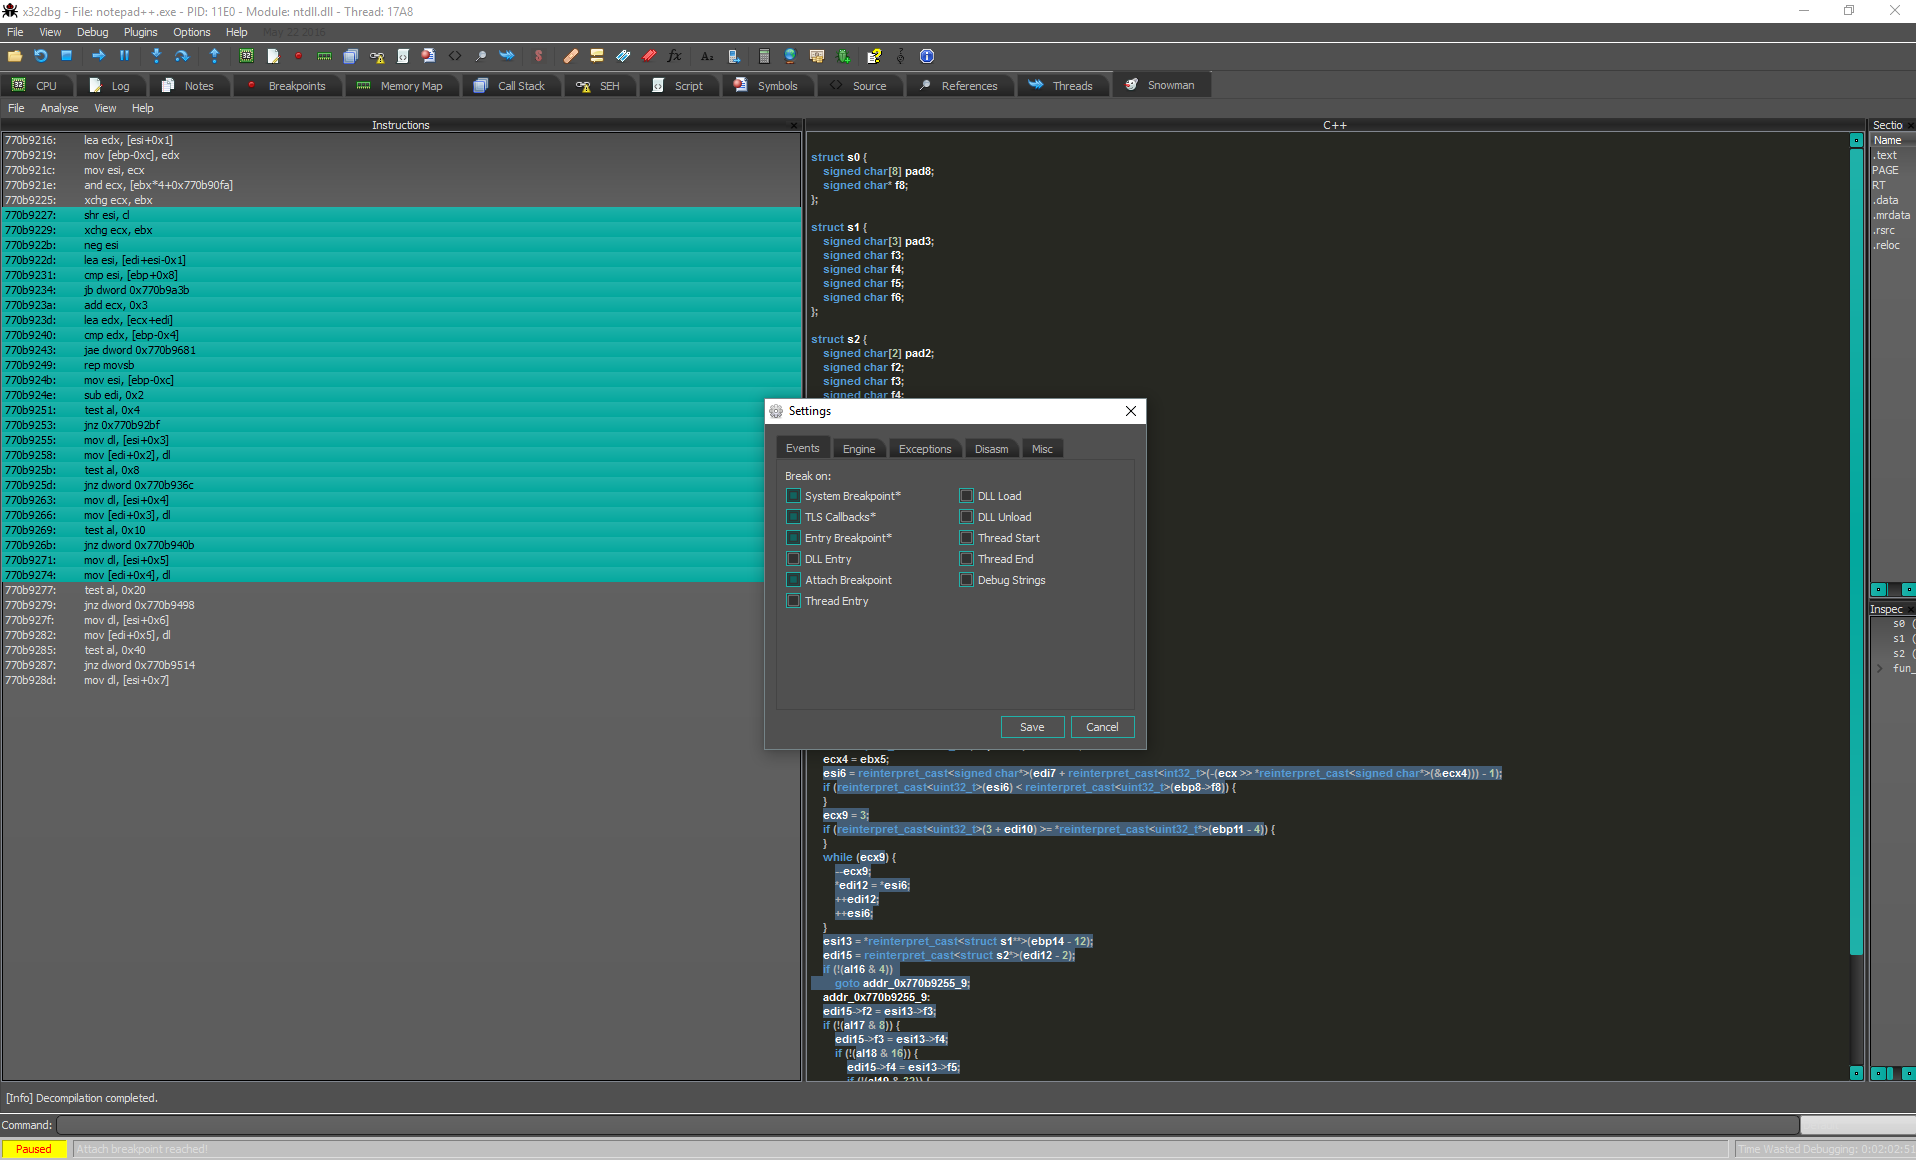 x32dbg - File: notepad++.exe - PID: 11E0 - Module: ntdll.dll - Thread: 17A8
File View Debug Plugins Options Help May 22 2016
CPU Log Notes Breakpoints Memory Map Call Stack SEH Script Symbols Source References Threads Snowman
File Analyse View Help
Instructions
770b9216: lea edx, [esi+0x1]
770b9219: mov [ebp-0xc], edx
770b921c: mov esi, ecx
770b921e: and ecx, [ebx*4+0x770b90fa]
770b9225: xchg ecx, ebx
770b9227: shr esi, cl
770b9229: xchg ecx, ebx
770b922b: neg esi
770b922d: lea esi, [edi+esi-0x1]
770b9231: cmp esi, [ebp+0x8]
770b9234: jb dword 0x770b9a3b
770b923a: add ecx, 0x3
770b923d: lea edx, [ecx+edi]
770b9240: cmp edx, [ebp-0x4]
770b9243: jae dword 0x770b9681
770b9249: rep movsb
770b924b: mov esi, [ebp-0xc]
770b924e: sub edi, 0x2
770b9251: test al, 0x4
770b9253: jnz 0x770b92bf
770b9255: mov dl, [esi+0x3]
770b9258: mov [edi+0x2], dl
770b925b: test al, 0x8
770b925d: jnz dword 0x770b936c
770b9263: mov dl, [esi+0x4]
770b9266: mov [edi+0x3], dl
770b9269: test al, 0x10
770b926b: jnz dword 0x770b940b
770b9271: mov dl, [esi+0x5]
770b9274: mov [edi+0x4], dl
770b9277: test al, 0x20
770b9279: jnz dword 0x770b9498
770b927f: mov dl, [esi+0x6]
770b9282: mov [edi+0x5], dl
770b9285: test al, 0x40
770b9287: jnz dword 0x770b9514
770b928d: mov dl, [esi+0x7]
C++
struct s0 {
signed char[8] pad8;
signed char* f8;
};
struct s1 {
signed char[3] pad3;
signed char f3;
signed char f4;
signed char f5;
signed char f6;
};
struct s2 {
signed char[2] pad2;
signed char f2;
signed char f3;
signed char f4;
Settings
Events Engine Exceptions Disasm Misc
Break on:
System Breakpoint*
TLS Callbacks*
Entry Breakpoint*
DLL Entry
Attach Breakpoint
Thread Entry
DLL Load
DLL Unload
Thread Start
Thread End
Debug Strings
Save Cancel
ecx4 = ebx5;
esi6 = reinterpret_cast<signed char*>(edi7 + reinterpret_cast<int32_t>(-(ecx >> *reinterpret_cast<signed char*>(&ecx4))) - 1);
if (reinterpret_cast<uint32_t>(esi6) < reinterpret_cast<uint32_t>(ebp8->f8)) {
}
ecx9 = 3;
if (reinterpret_cast<uint32_t>(3 + edi10) >= *reinterpret_cast<uint32_t*>(ebp11 - 4)) {
}
while (ecx9) {
--ecx9;
*edi12 = *esi6;
++edi12;
++esi6;
}
esi13 = *reinterpret_cast<struct s1**>(ebp14 - 12);
edi15 = reinterpret_cast<struct s2*>(edi12 - 2);
if (!(al16 & 4))
goto addr_0x770b9255_9;
addr_0x770b9255_9:
edi15->f2 = esi13->f3;
if (!(al17 & 8)) {
edi15->f3 = esi13->f4;
if (!(al18 & 16)) {
edi15->f4 = esi13->f5;
if (!(al19 & 32)) {
Sectio
Name
.text
PAGE
RT
.data
.mrdata
.rsrc
.reloc
Inspec
s0 (
s1 (
s2 (
fun_
[Info] Decompilation completed.
Command:
Paused Attach breakpoint reached! Time Wasted Debugging: 0:02:02:51